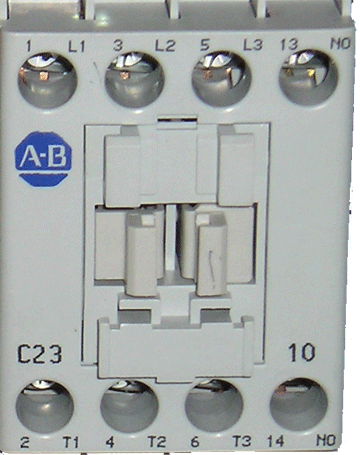 1 L1 3 L2 5 L3 13 NO
A-B
C23 10
2 T1 4 T2 6 T3 14 NO